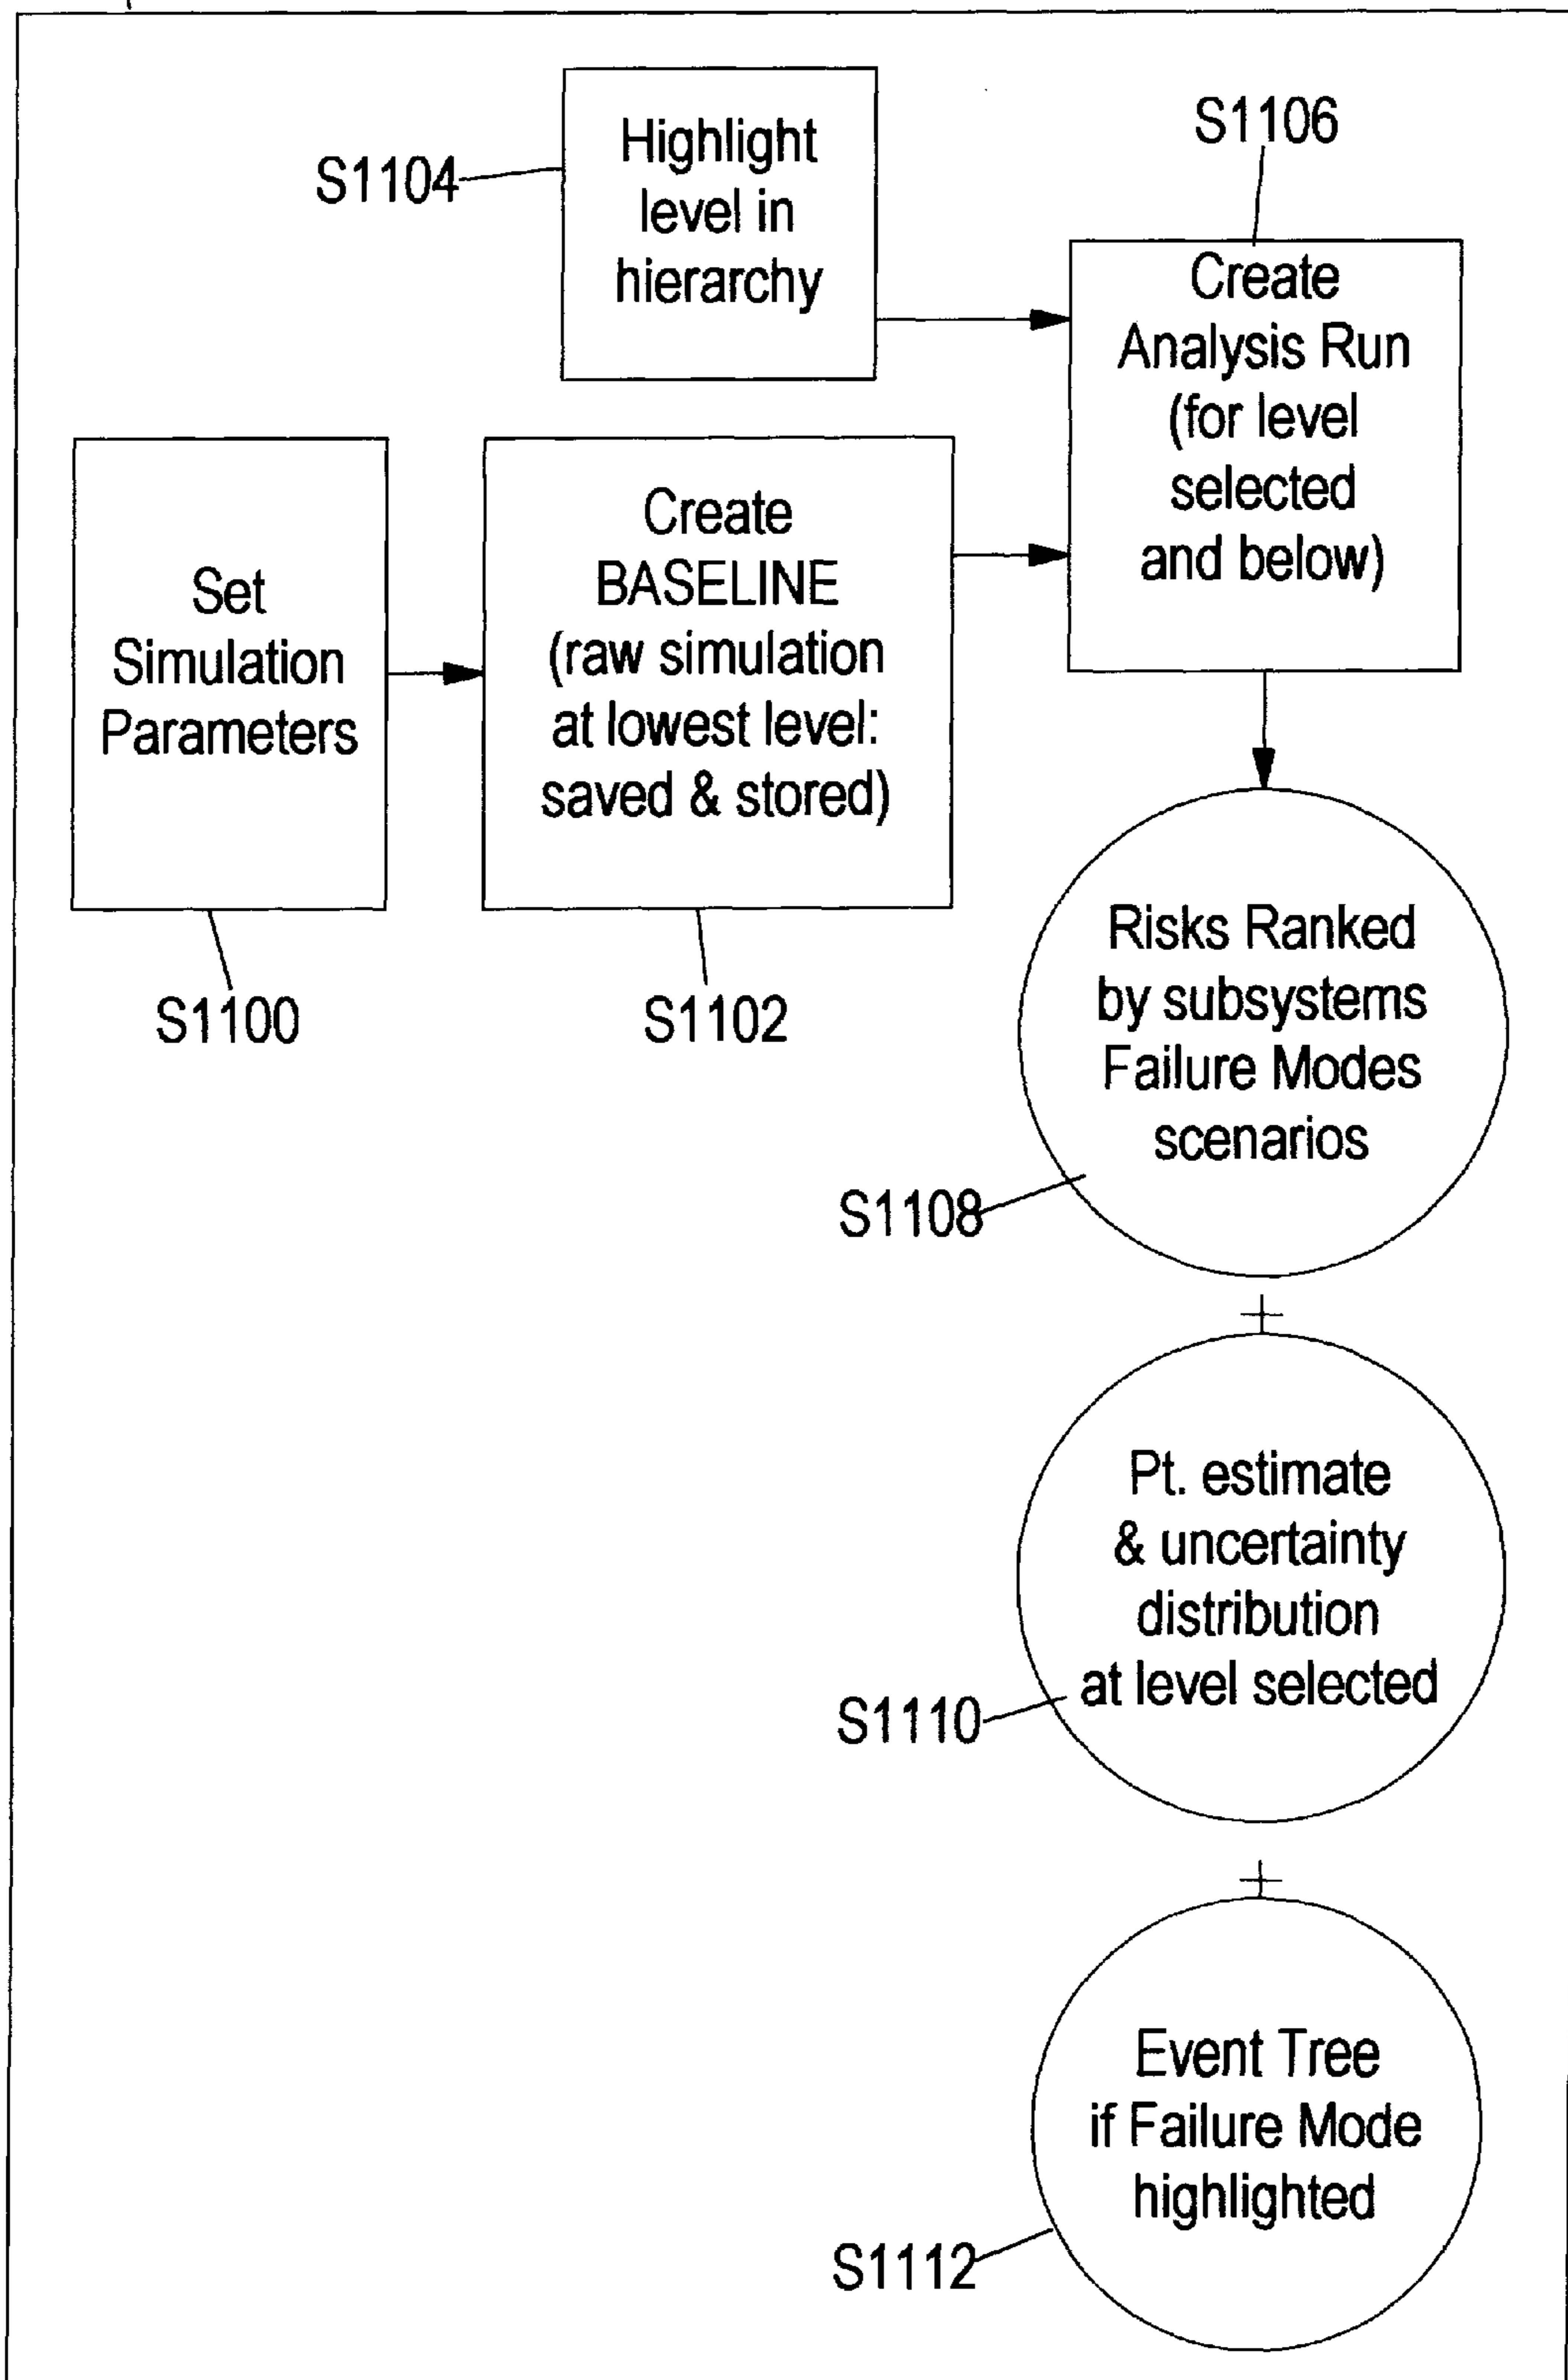 S1104
Highlight
level in
hierarchy
S1106
Create
Analysis Run
(for level
selected
and below)
Set
Simulation
Parameters
S1100
Create
BASELINE
(raw simulation
at lowest level:
saved & stored)
S1102
Risks Ranked
by subsystems
Failure Modes
scenarios
S1108
+
Pt. estimate
& uncertainty
distribution
at level selected
S1110
+
Event Tree
if Failure Mode
highlighted
S1112